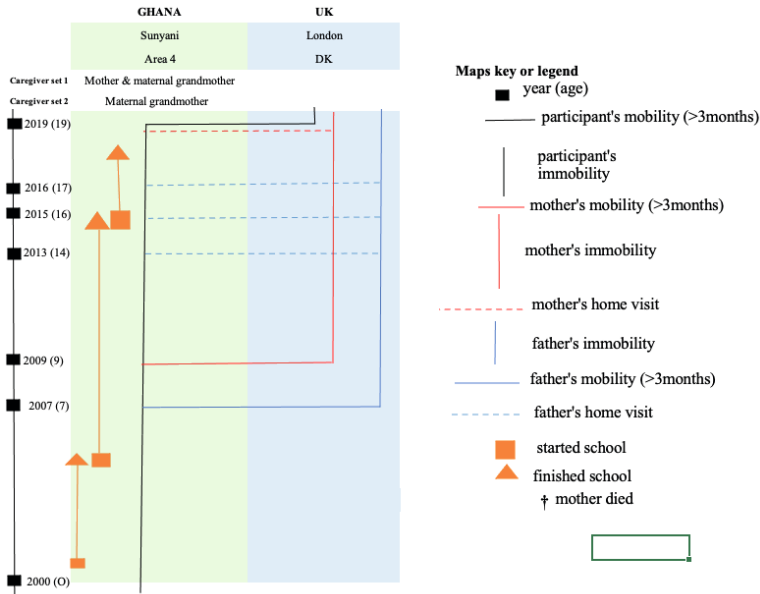 GHANA
UK
Sunyani
London
Area 4
DK
Caregiver set 1
Mother & maternal grandmother
Caregiver set 2
Maternal grandmother
2019 (19)
2016 (17)
2015 (16)
2013 (14)
2009 (9)
2007 (7)
2000 (O)
Maps key or legend
year (age)
participant's mobility (>3months)
participant's
immobility
mother's mobility (>3months)
mother's immobility
mother's home visit
father's immobility
father's mobility (>3months)
father's home visit
started school
finished school
† mother died